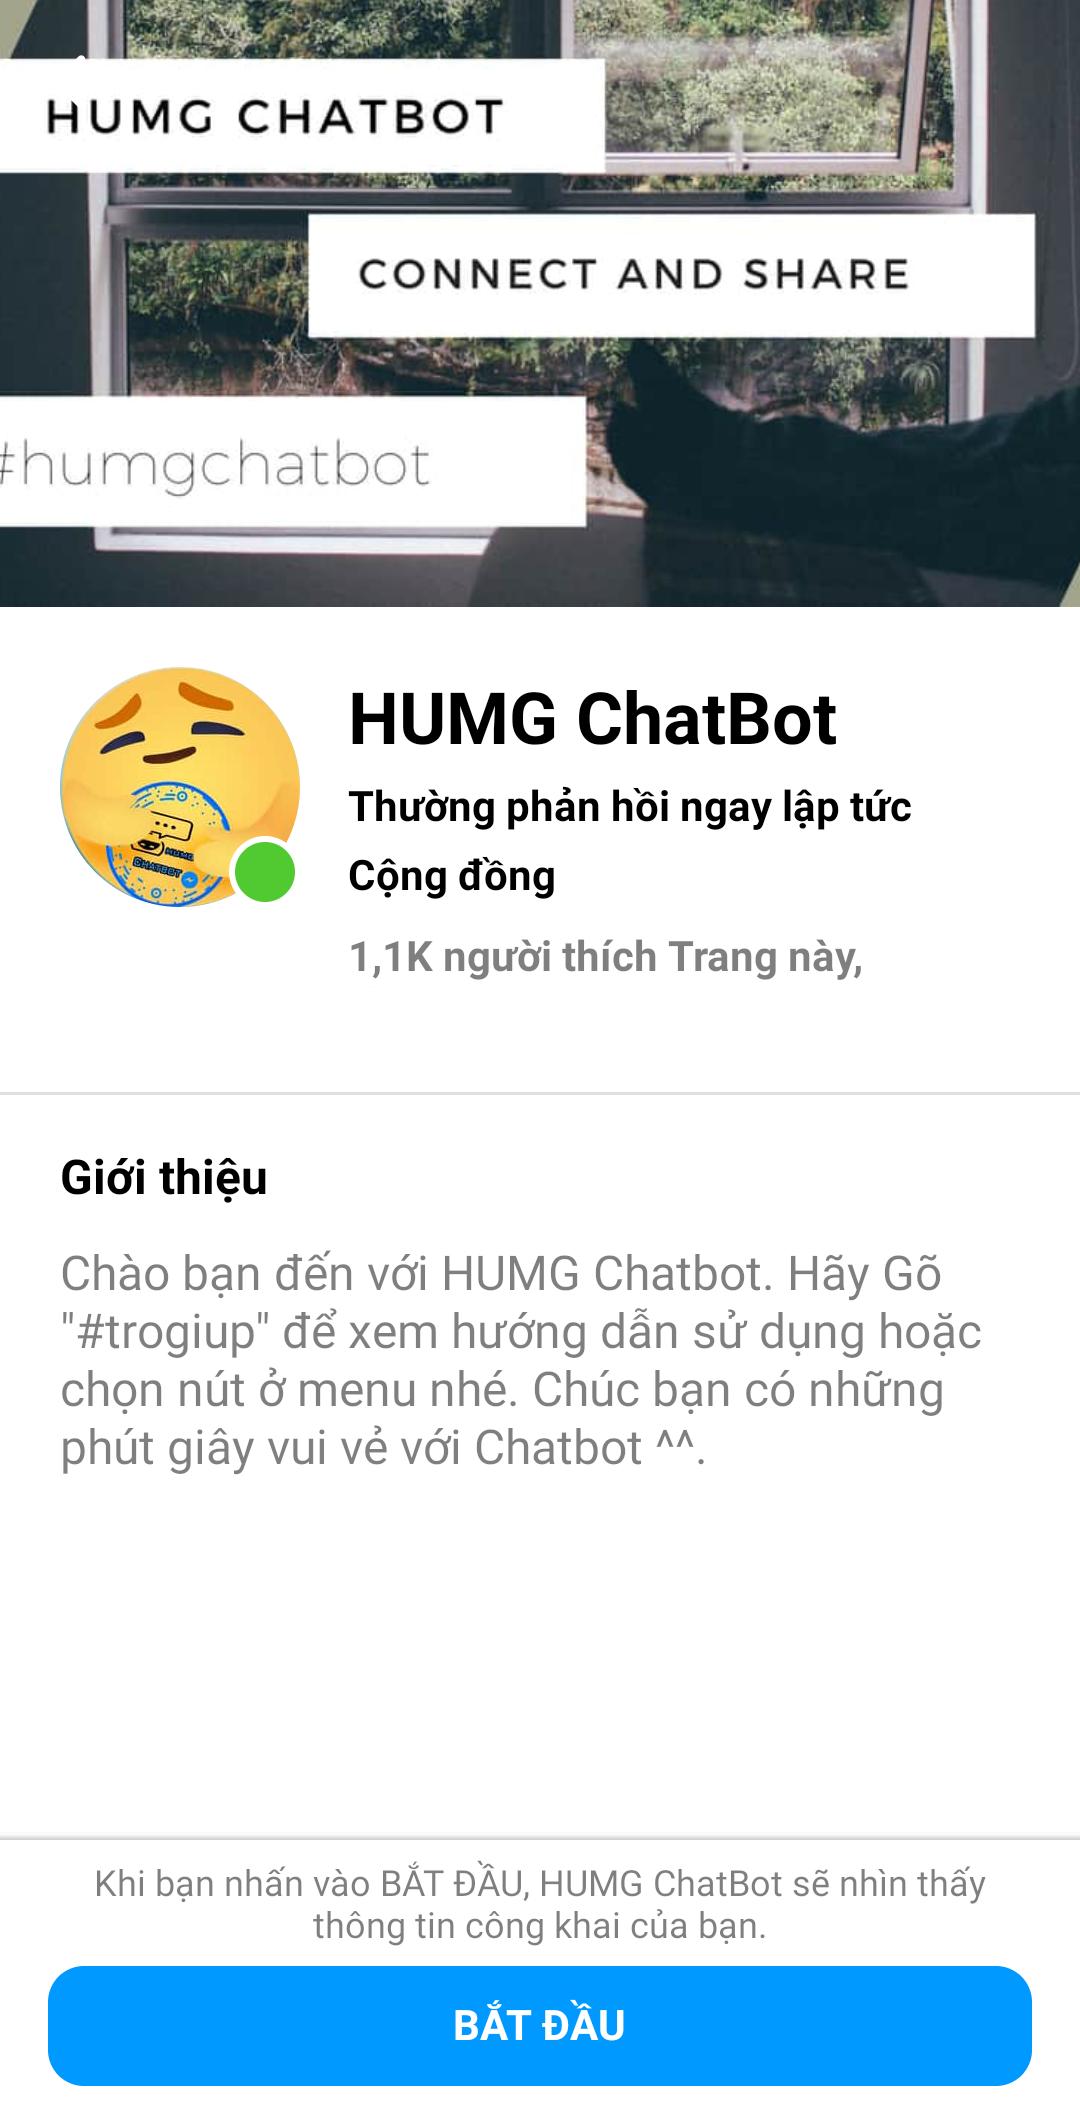 HUMG CHATBOT
CONNECT AND SHARE
#humgchatbot
HUMG
CHATBOT
HUMG ChatBot
Thường phản hồi ngay lập tức
Cộng đồng
1,1K người thích Trang này,
Giới thiệu
Chào bạn đến với HUMG Chatbot. Hãy Gõ
"#trogiup" để xem hướng dẫn sử dụng hoặc
chọn nút ở menu nhé. Chúc bạn có những
phút giây vui vẻ với Chatbot ^^.
Khi bạn nhấn vào BẮT ĐẦU, HUMG ChatBot sẽ nhìn thấy
thông tin công khai của bạn.
BẮT ĐẦU